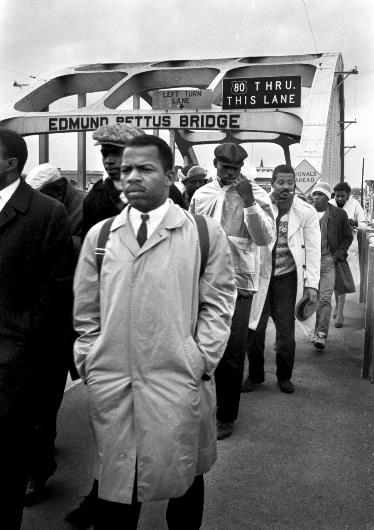 LEFT TURN
LANE
80 THRU.
THIS LANE
EDMUND PETTUS BRIDGE
SIGNALS
AHEAD